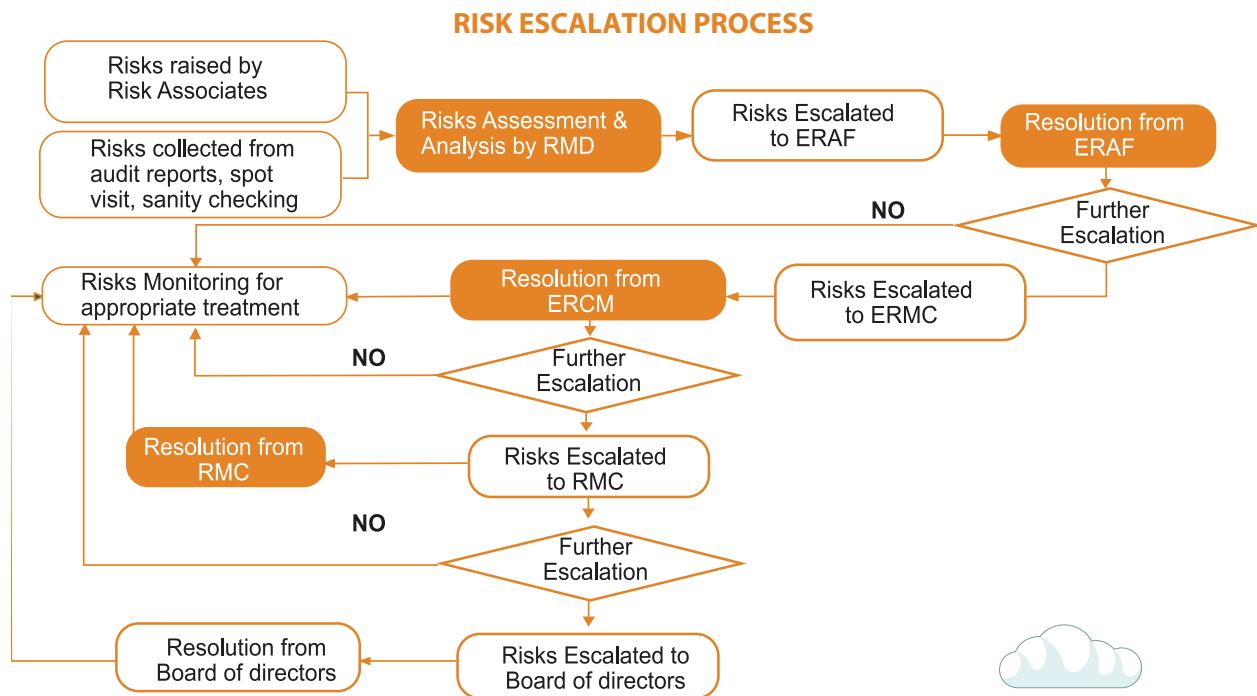 RISK ESCALATION PROCESS
Risks raised by
Risk Associates
Risks collected from
audit reports, spot
visit, sanity checking
Risks Assessment &
Analysis by RMD
Risks Escalated
to ERAF
Resolution from
ERAF
Further
Escalation
NO
Risks Monitoring for
appropriate treatment
Resolution from
ERCM
Risks Escalated
to ERMC
Further
Escalation
NO
Resolution from
RMC
Risks Escalated
to RMC
NO
Further
Escalation
Resolution from
Board of directors
Risks Escalated to
Board of directors